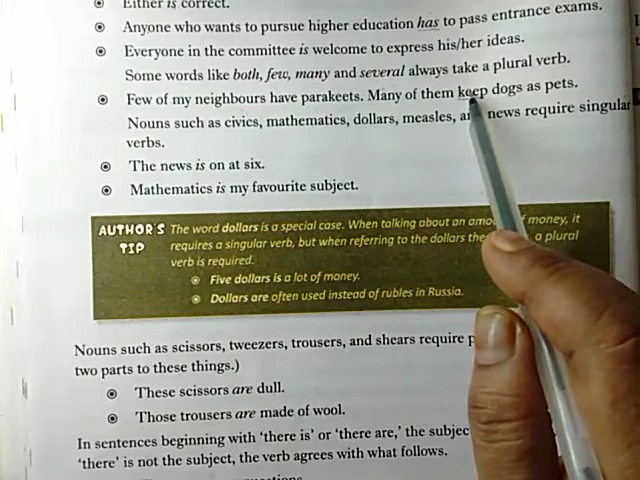 Either is correct.
Anyone who wants to pursue higher education has to pass entrance exams.
Everyone in the committee is welcome to express his/her ideas.
Some words like both, few, many and several always take a plural verb.
Few of my neighbours have parakeets. Many of them keep dogs as pets.
Nouns such as civics, mathematics, dollars, measles, and news require singular
verbs.
The news is on at six.
Mathematics is my favourite subject.
AUTHOR'S TIP
The word dollars is a special case. When talking about an amount of money, it
requires a singular verb, but when referring to the dollars a plural
verb is required.
Five dollars is a lot of money.
Dollars are often used instead of rubles in Russia.
Nouns such as scissors, tweezers, trousers, and shears require
two parts to these things.)
These scissors are dull.
Those trousers are made of wool.
In sentences beginning with 'there is' or 'there are,' the
'there' is not the subject, the verb agrees with what follows.